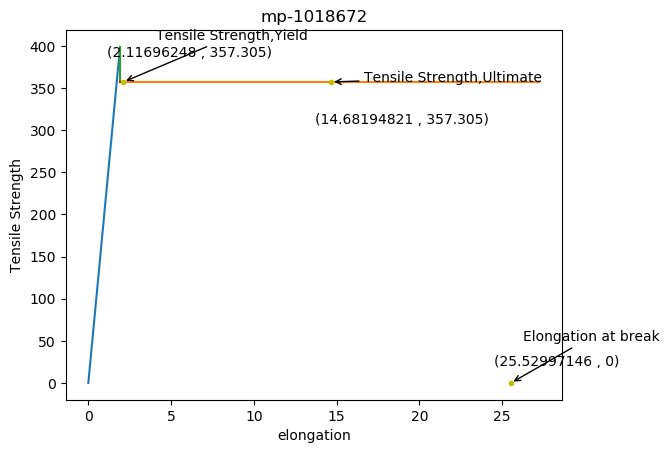 mp-1018672
Tensile Strength,Yield
(2.11696248 , 357.305)
Tensile Strength,Ultimate
(14.68194821 , 357.305)
Elongation at break
(25.52997146 , 0)
400
350
300
250
200
150
100
50
0
Tensile Strength
0 5 10 15 20 25
elongation